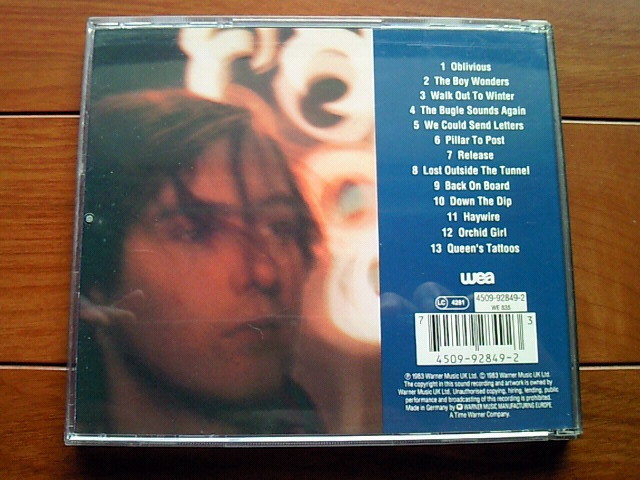 1 Oblivious
2 The Boy Wonders
3 Walk Out To Winter
4 The Bugle Sounds Again
5 We Could Send Letters
6 Pillar To Post
7 Release
8 Lost Outside The Tunnel
9 Back On Board
10 Down The Dip
11 Haywire
12 Orchid Girl
13 Queen's Tattoos
wea
LC 4281
4509-92849-2
WE 835
7 3
4509-92849-2
℗ 1983 Warner Music UK Ltd. © 1983 Warner Music UK Ltd.
The copyright in this sound recording and artwork is owned by
Warner Music UK Ltd. Unauthorised copying, hiring, lending, public
performance and broadcasting of this recording is prohibited.
Made in Germany by WARNER MUSIC MANUFACTURING EUROPE.
A Time Warner Company.